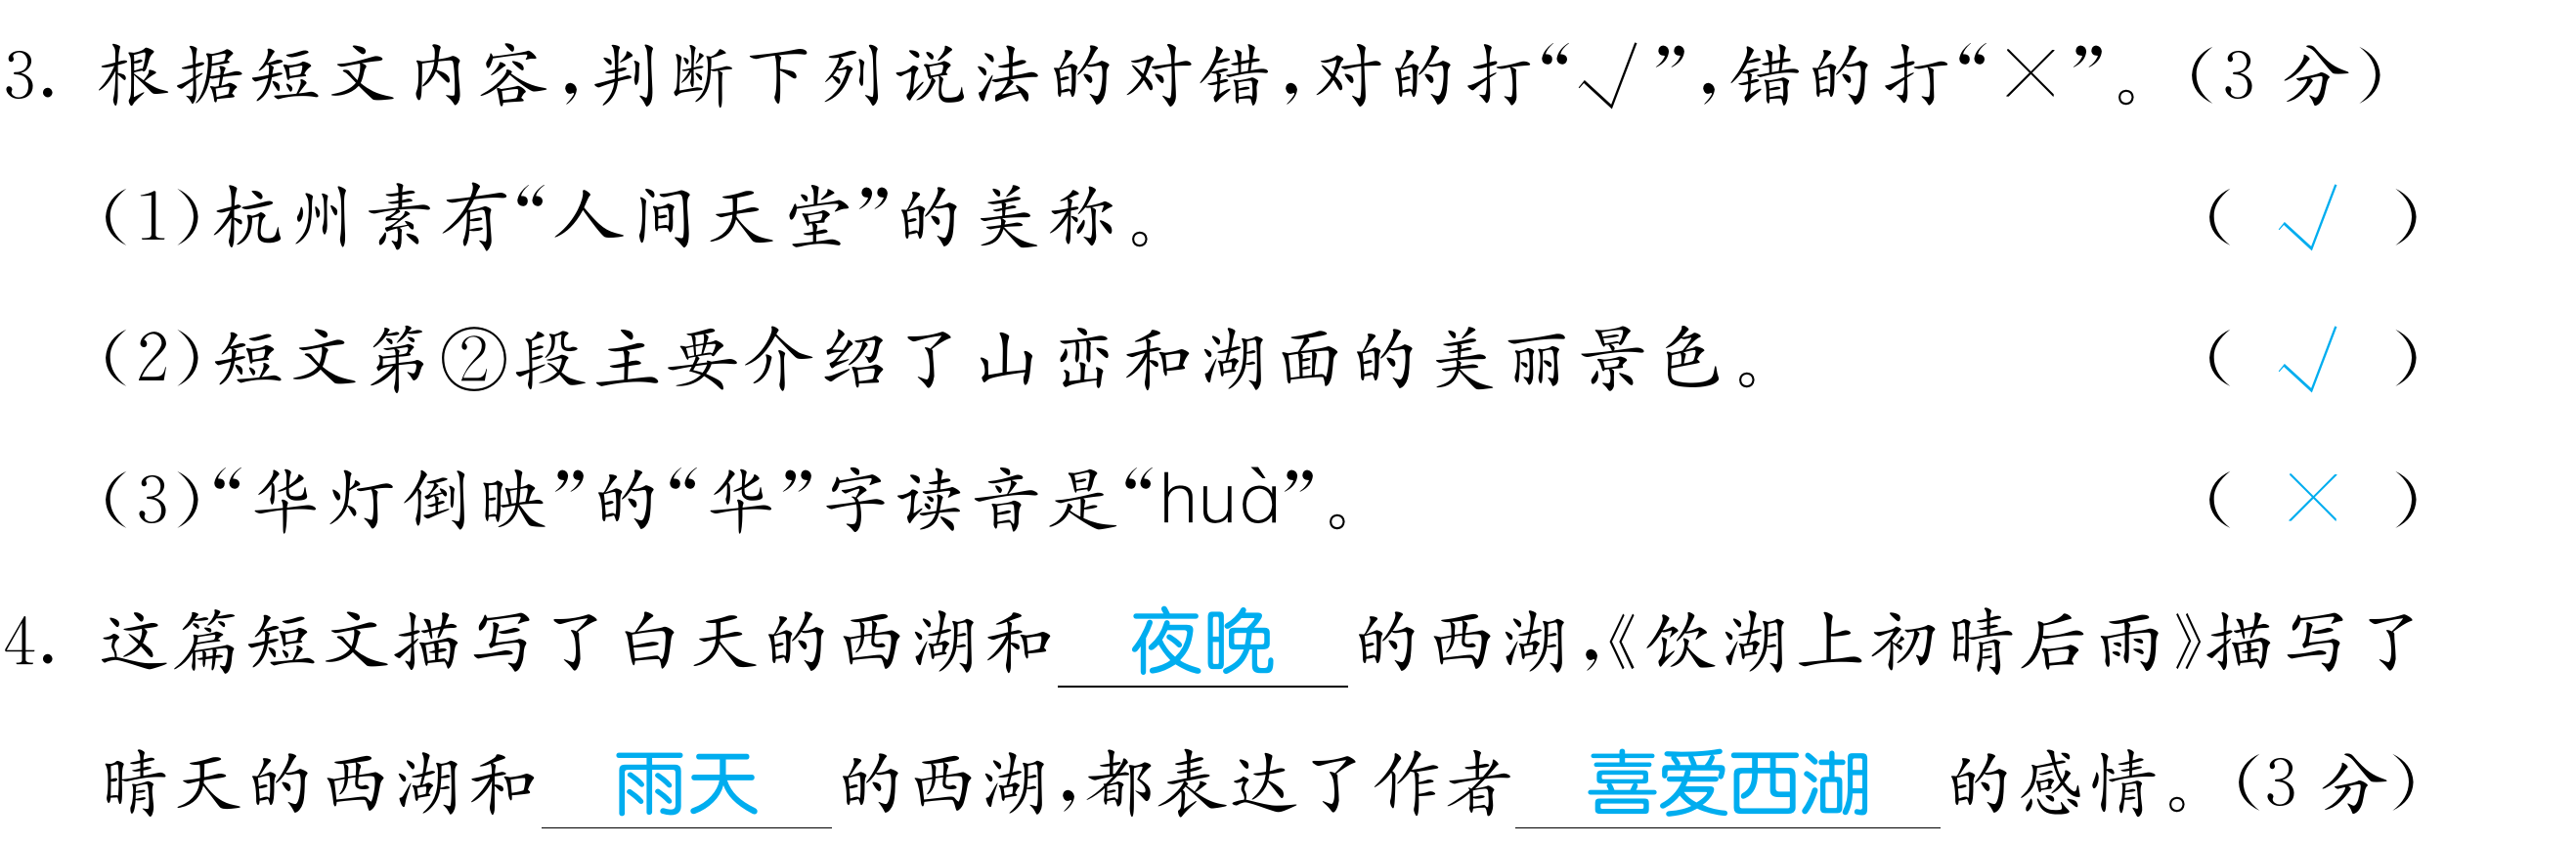 3. 根据短文内容,判断下列说法的对错,对的打“√”,错的打“×”。(3 分)
(1)杭州素有“人间天堂”的美称。 ( √ )
(2)短文第②段主要介绍了山峦和湖面的美丽景色。 ( √ )
(3)“华灯倒映”的“华”字读音是“huà”。 ( × )
4. 这篇短文描写了白天的西湖和 夜晚 的西湖,《饮湖上初晴后雨》描写了
晴天的西湖和 雨天 的西湖,都表达了作者 喜爱西湖 的感情。(3 分)